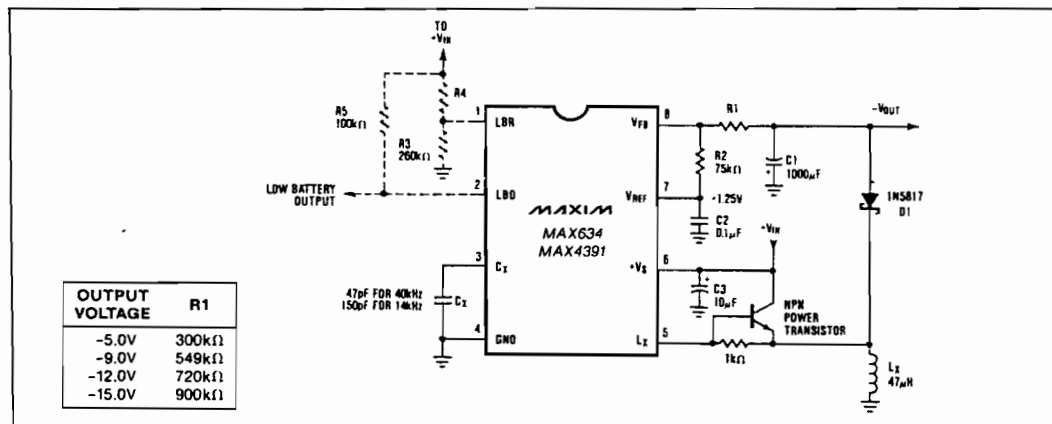 TO
+VIN
R4
R5
100kΩ
R3
260kΩ
LOW BATTERY
OUTPUT
1
LBR
2
LBO
3
CX
4
GND
47pF FOR 40kHz
150pF FOR 14kHz
CX
MAXIM
MAX634
MAX4391
VFB
8
VREF
7
+VS
6
LX
5
R1
R2
75kΩ
-1.25V
C2
0.1µF
C1
1000µF
+
-VOUT
1N5817
D1
+VIN
+
C3
10µF
NPN
POWER
TRANSISTOR
1kΩ
LX
47µH
OUTPUT
VOLTAGE R1
-5.0V 300kΩ
-9.0V 549kΩ
-12.0V 720kΩ
-15.0V 900kΩ